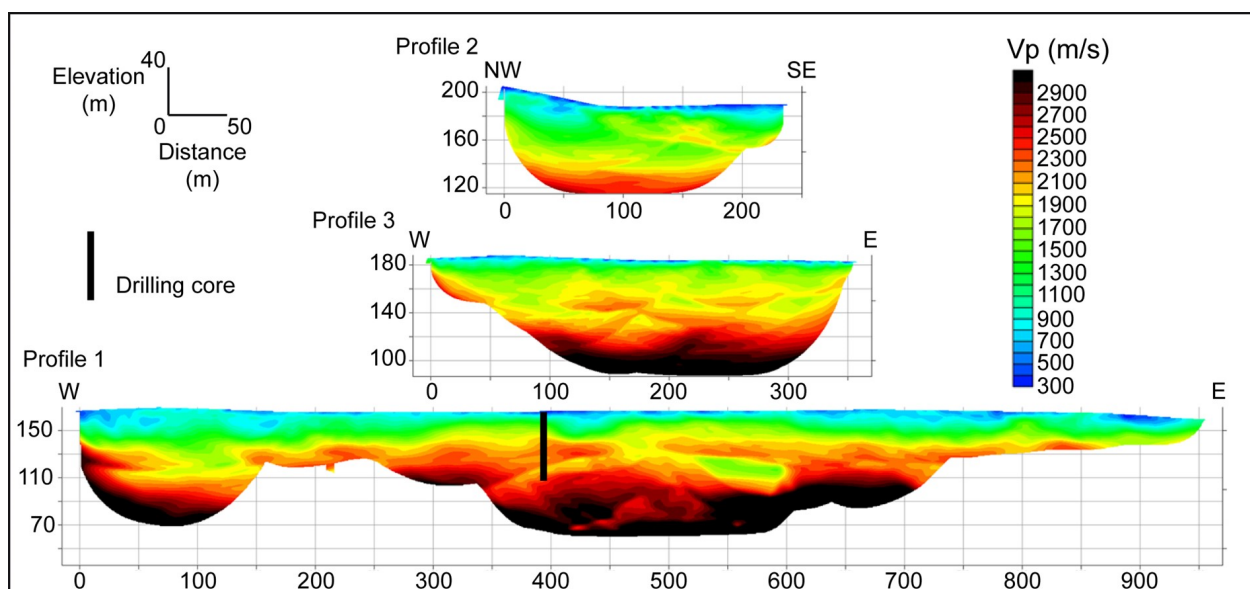 40
Elevation
(m)
0 50
Distance
(m)
Drilling core
Profile 2
NW SE
200
160
120
0 100 200
Profile 3
W E
180
140
100
0 100 200 300
Profile 1
W E
150
110
70
0 100 200 300 400 500 600 700 800 900
Vp (m/s)
2900
2700
2500
2300
2100
1900
1700
1500
1300
1100
900
700
500
300